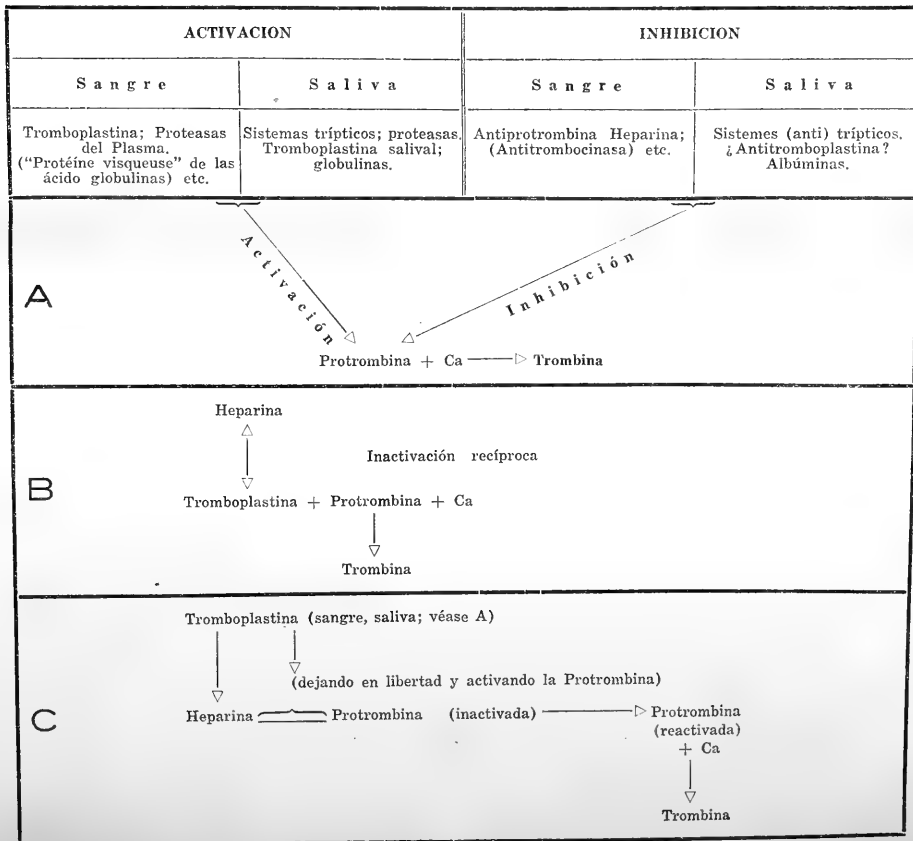 ACTIVACION
INHIBICION
Sangre
Saliva
Sangre
Saliva
Tromboplastina; Proteasas
del Plasma.
("Protéine visqueuse" de las
ácido globulinas) etc.
Sistemas trípticos; proteasas.
Tromboplastina salival;
globulinas.
Antiprotrombina Heparina;
(Antitrombocinasa) etc.
Sistemes (anti) trípticos.
¿Antitromboplastina?
Albúminas.
A
Activación
Inhibición
Protrombina + Ca ▷ Trombina
B
Heparina
Inactivación recíproca
Tromboplastina + Protrombina + Ca
Trombina
C
Tromboplastina (sangre, saliva; véase A)
(dejando en libertad y activando la Protrombina)
Heparina Protrombina (inactivada) ▷ Protrombina
(reactivada)
+ Ca
Trombina